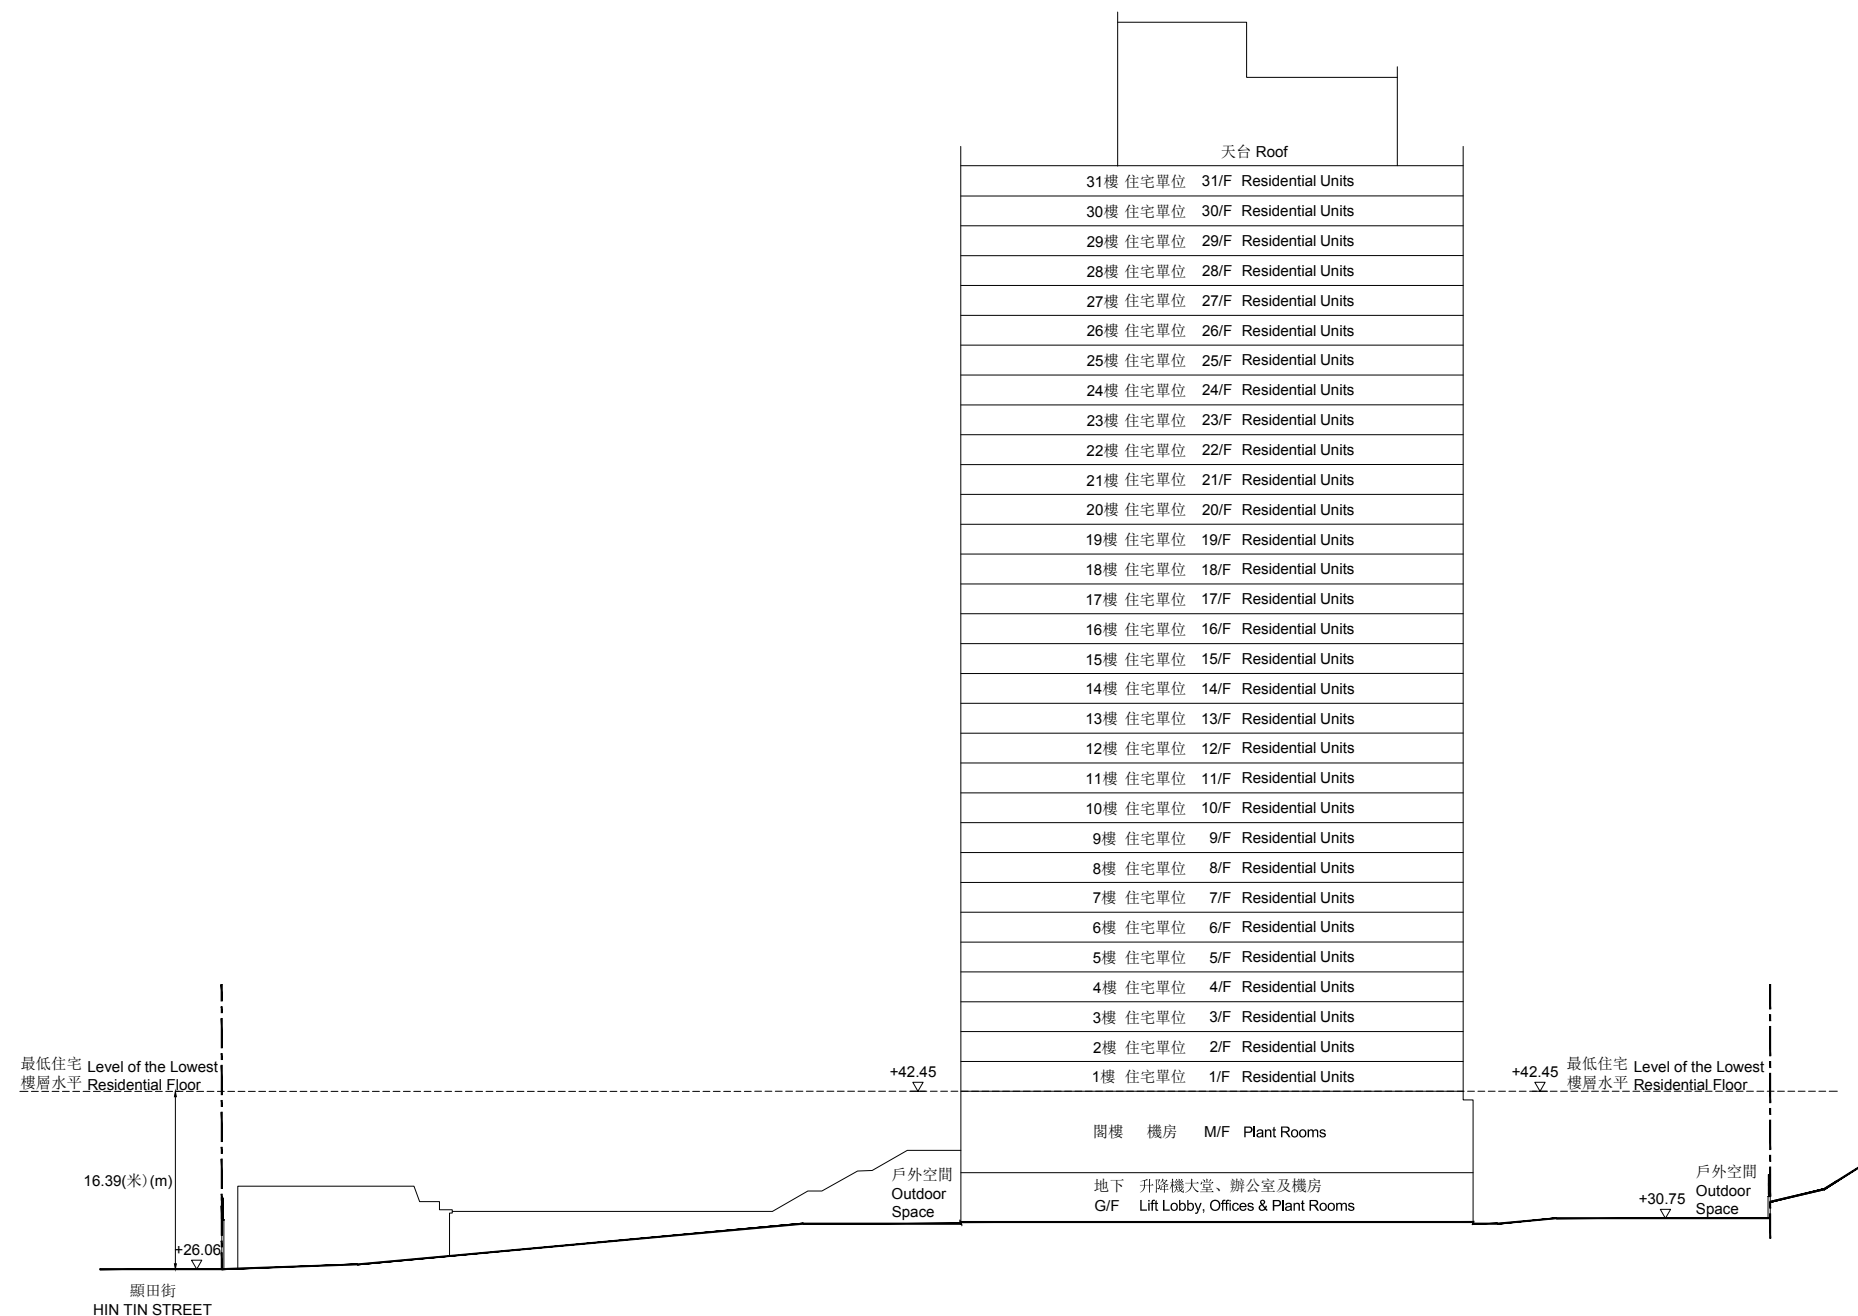 天台 Roof
31樓 住宅單位 31/F Residential Units
30樓 住宅單位 30/F Residential Units
29樓 住宅單位 29/F Residential Units
28樓 住宅單位 28/F Residential Units
27樓 住宅單位 27/F Residential Units
26樓 住宅單位 26/F Residential Units
25樓 住宅單位 25/F Residential Units
24樓 住宅單位 24/F Residential Units
23樓 住宅單位 23/F Residential Units
22樓 住宅單位 22/F Residential Units
21樓 住宅單位 21/F Residential Units
20樓 住宅單位 20/F Residential Units
19樓 住宅單位 19/F Residential Units
18樓 住宅單位 18/F Residential Units
17樓 住宅單位 17/F Residential Units
16樓 住宅單位 16/F Residential Units
15樓 住宅單位 15/F Residential Units
14樓 住宅單位 14/F Residential Units
13樓 住宅單位 13/F Residential Units
12樓 住宅單位 12/F Residential Units
11樓 住宅單位 11/F Residential Units
10樓 住宅單位 10/F Residential Units
9樓 住宅單位 9/F Residential Units
8樓 住宅單位 8/F Residential Units
7樓 住宅單位 7/F Residential Units
6樓 住宅單位 6/F Residential Units
5樓 住宅單位 5/F Residential Units
4樓 住宅單位 4/F Residential Units
3樓 住宅單位 3/F Residential Units
2樓 住宅單位 2/F Residential Units
1樓 住宅單位 1/F Residential Units
最低住宅 Level of the Lowest
樓層水平 Residential Floor
+42.45
+42.45
最低住宅 Level of the Lowest
樓層水平 Residential Floor
閣樓 機房 M/F Plant Rooms
16.39(米)(m)
戶外空間
Outdoor
Space
地下 升降機大堂、辦公室及機房
G/F Lift Lobby, Offices & Plant Rooms
+30.75
戶外空間
Outdoor
Space
+26.06
顯田街
HIN TIN STREET